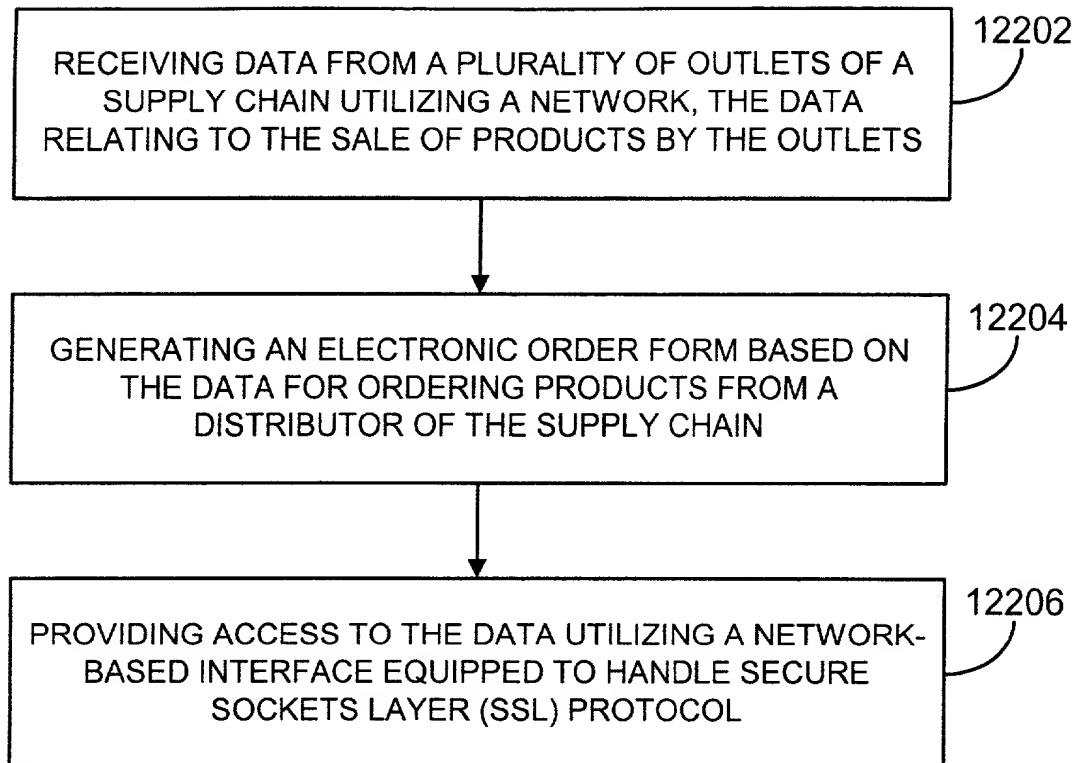 12202
RECEIVING DATA FROM A PLURALITY OF OUTLETS OF A
SUPPLY CHAIN UTILIZING A NETWORK, THE DATA
RELATING TO THE SALE OF PRODUCTS BY THE OUTLETS
12204
GENERATING AN ELECTRONIC ORDER FORM BASED ON
THE DATA FOR ORDERING PRODUCTS FROM A
DISTRIBUTOR OF THE SUPPLY CHAIN
12206
PROVIDING ACCESS TO THE DATA UTILIZING A NETWORK-
BASED INTERFACE EQUIPPED TO HANDLE SECURE
SOCKETS LAYER (SSL) PROTOCOL